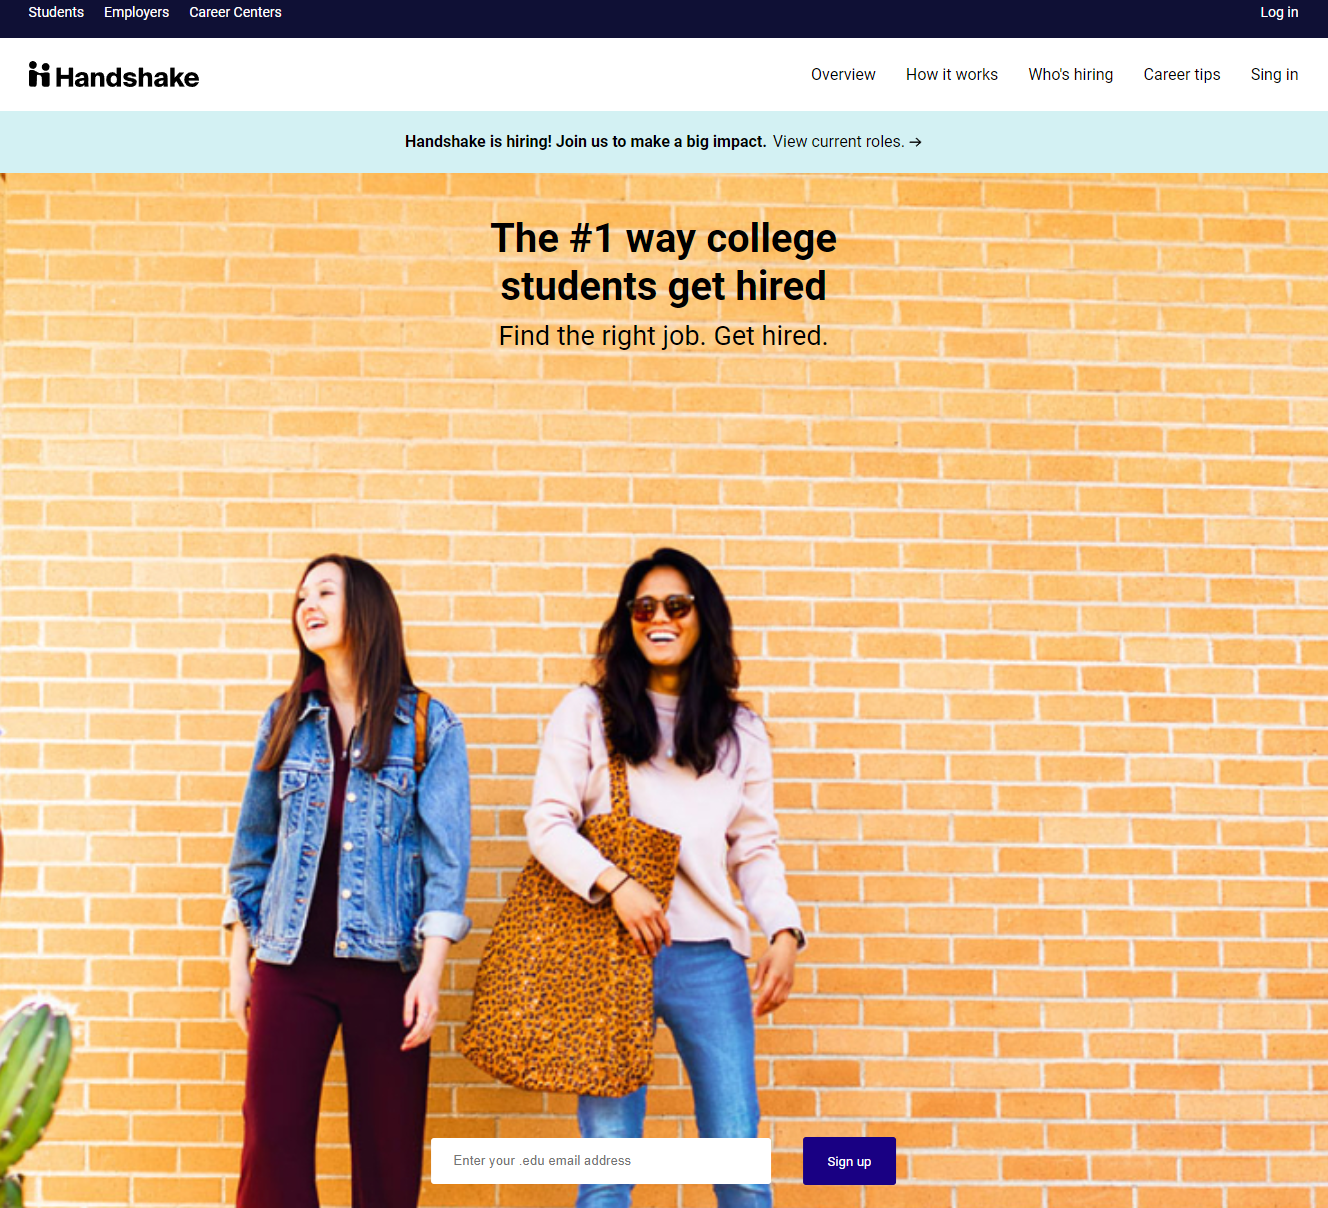 Students Employers Career Centers Log in
Handshake Overview How it works Who's hiring Career tips Sing in
Handshake is hiring! Join us to make a big impact. View current roles. →
The #1 way college
students get hired
Find the right job. Get hired.
Enter your .edu email address Sign up